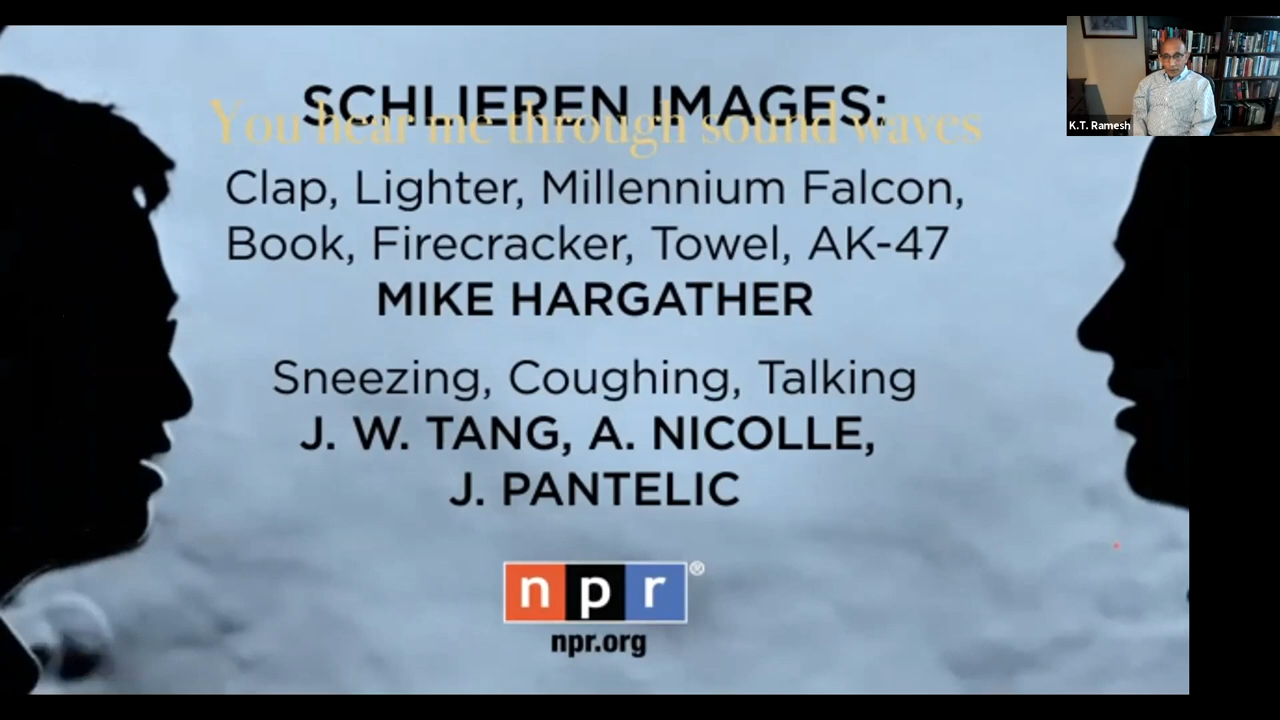 SCHLIEREN IMAGES:
You hear me through sound waves
Clap, Lighter, Millennium Falcon,
Book, Firecracker, Towel, AK-47
MIKE HARGATHER
Sneezing, Coughing, Talking
J. W. TANG, A. NICOLLE,
J. PANTELIC
npr®
npr.org
K.T. Ramesh